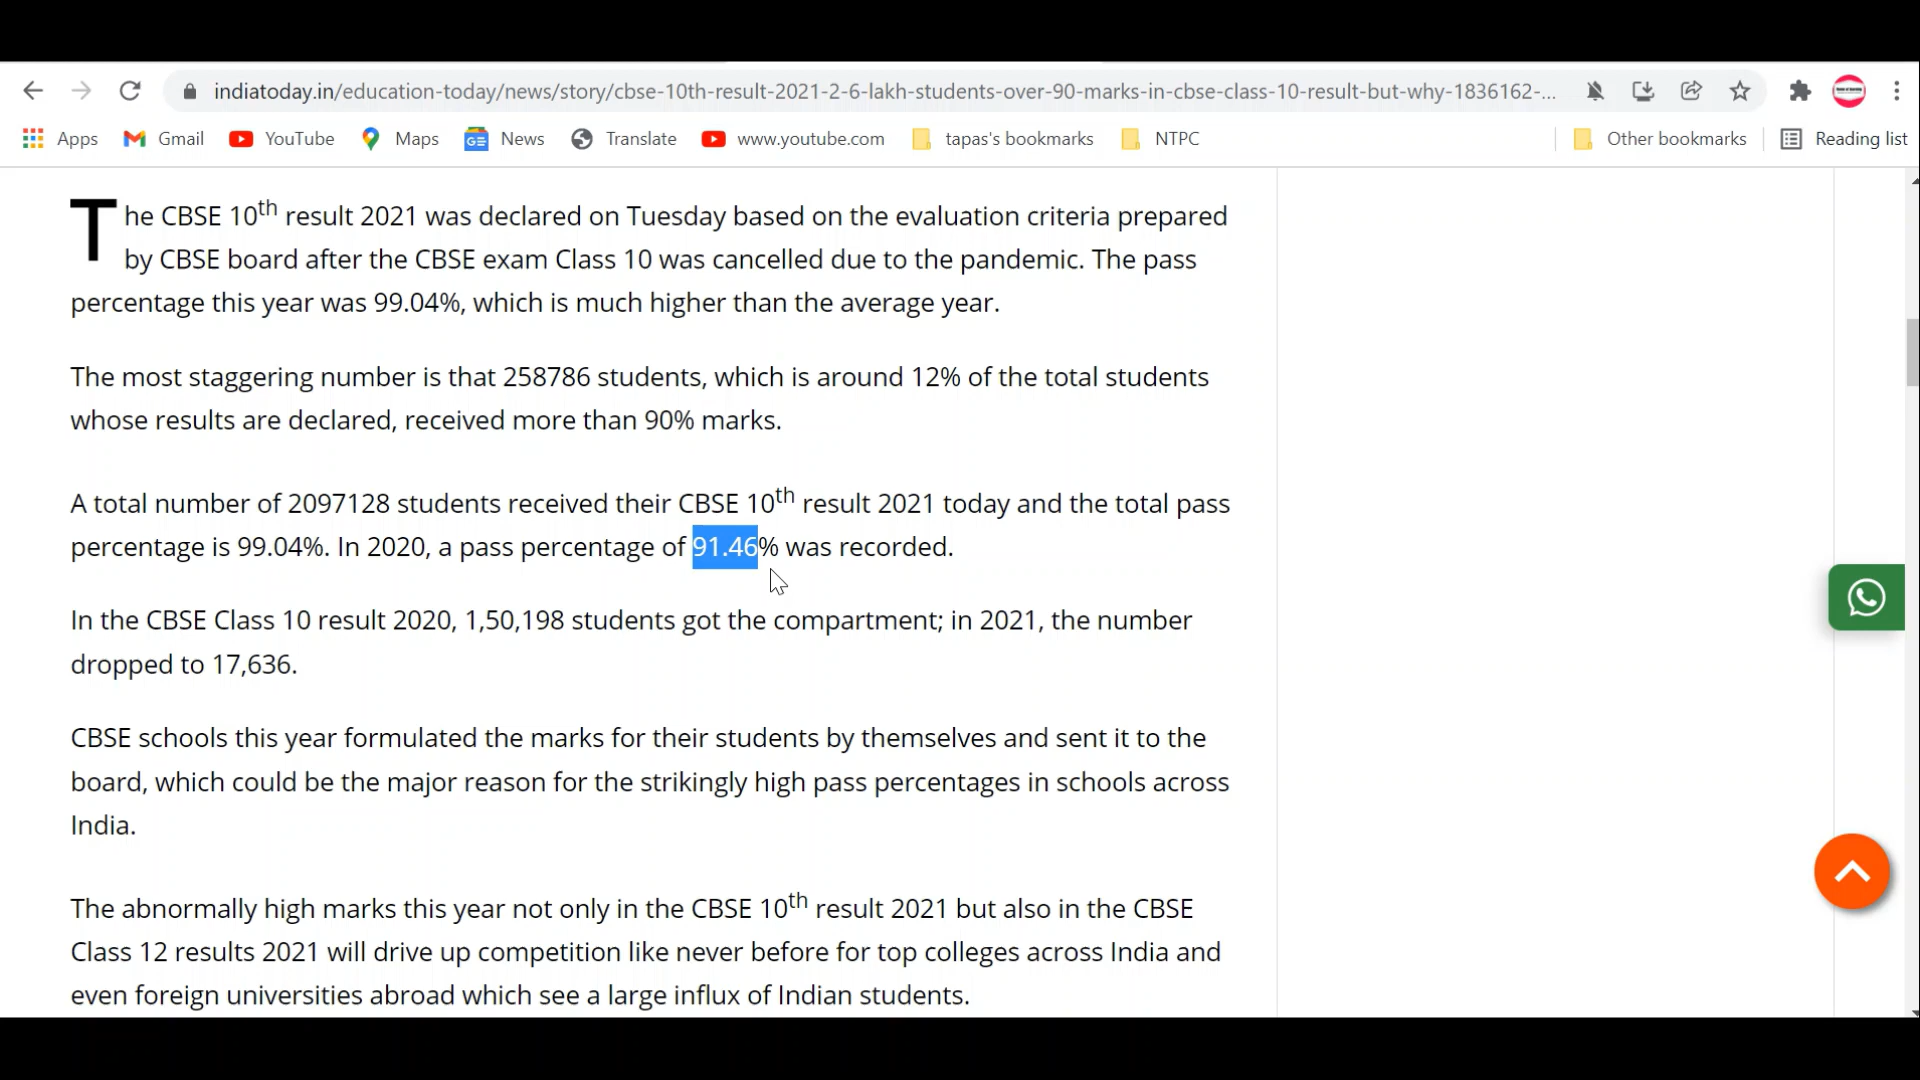 indiatoday.in/education-today/news/story/cbse-10th-result-2021-2-6-lakh-students-over-90-marks-in-cbse-class-10-result-but-why-1836162-...
Apps Gmail YouTube Maps News Translate www.youtube.com tapas's bookmarks NTPC Other bookmarks Reading list
The CBSE 10th result 2021 was declared on Tuesday based on the evaluation criteria prepared
by CBSE board after the CBSE exam Class 10 was cancelled due to the pandemic. The pass
percentage this year was 99.04%, which is much higher than the average year.
The most staggering number is that 258786 students, which is around 12% of the total students
whose results are declared, received more than 90% marks.
A total number of 2097128 students received their CBSE 10th result 2021 today and the total pass
percentage is 99.04%. In 2020, a pass percentage of 91.46% was recorded.
In the CBSE Class 10 result 2020, 1,50,198 students got the compartment; in 2021, the number
dropped to 17,636.
CBSE schools this year formulated the marks for their students by themselves and sent it to the
board, which could be the major reason for the strikingly high pass percentages in schools across
India.
The abnormally high marks this year not only in the CBSE 10th result 2021 but also in the CBSE
Class 12 results 2021 will drive up competition like never before for top colleges across India and
even foreign universities abroad which see a large influx of Indian students.